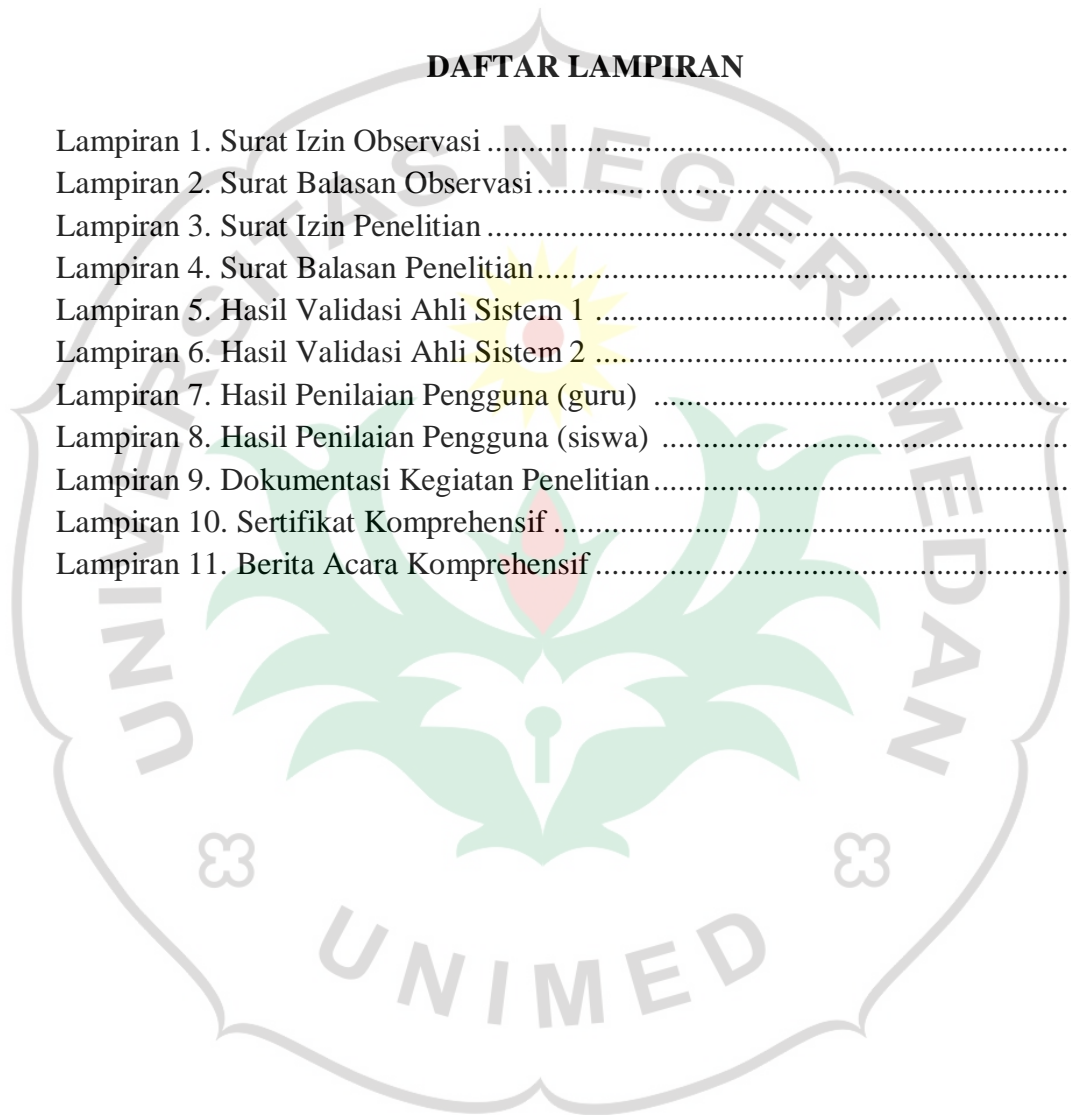 DAFTAR LAMPIRAN
Lampiran 1. Surat Izin Observasi ......................................................................
Lampiran 2. Surat Balasan Observasi ................................................................
Lampiran 3. Surat Izin Penelitian ......................................................................
Lampiran 4. Surat Balasan Penelitian ................................................................
Lampiran 5. Hasil Validasi Ahli Sistem 1 .........................................................
Lampiran 6. Hasil Validasi Ahli Sistem 2 .........................................................
Lampiran 7. Hasil Penilaian Pengguna (guru) ..................................................
Lampiran 8. Hasil Penilaian Pengguna (siswa) .................................................
Lampiran 9. Dokumentasi Kegiatan Penelitian ..................................................
Lampiran 10. Sertifikat Komprehensif ..............................................................
Lampiran 11. Berita Acara Komprehensif .........................................................
UNIVERSITAS NEGERI MEDAN
UNIMED